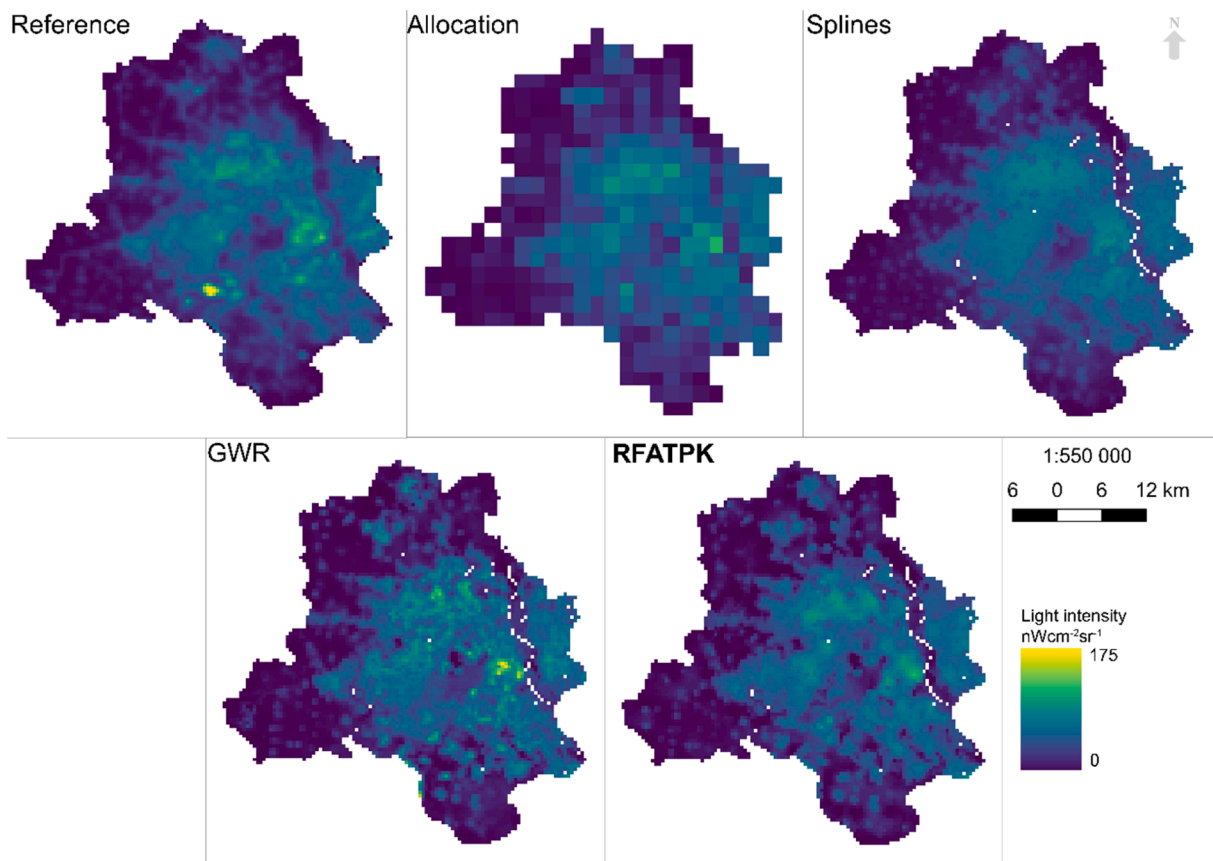 Reference
Allocation
Splines
N
GWR
RFATPK
1:550 000
6 0 6 12 km
Light intensity
nWcm⁻²sr⁻¹
175
0